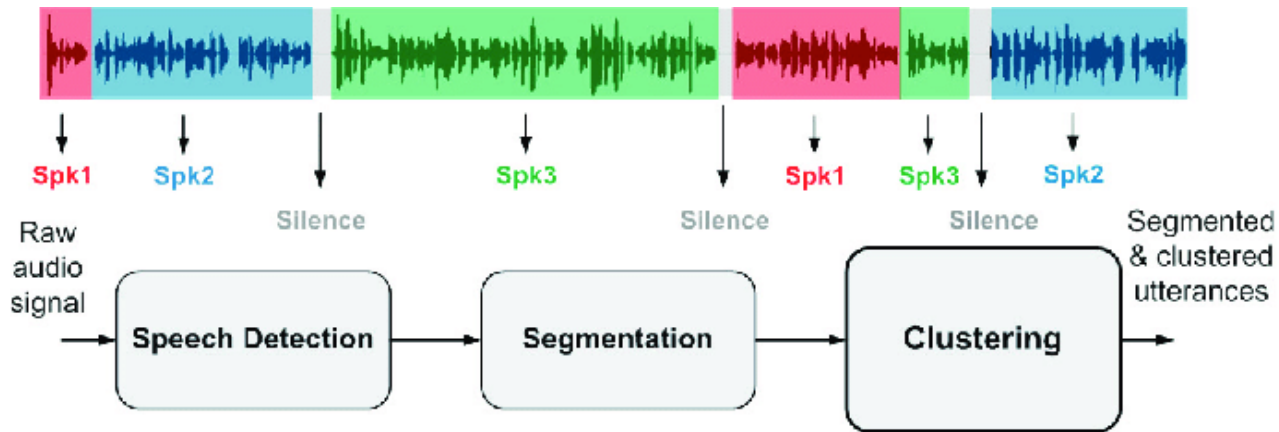 Spk1 Spk2 Spk3 Spk1 Spk3 Spk2
Silence Silence Silence
Raw
audio
signal
Speech Detection
Segmentation
Clustering
Segmented
& clustered
utterances